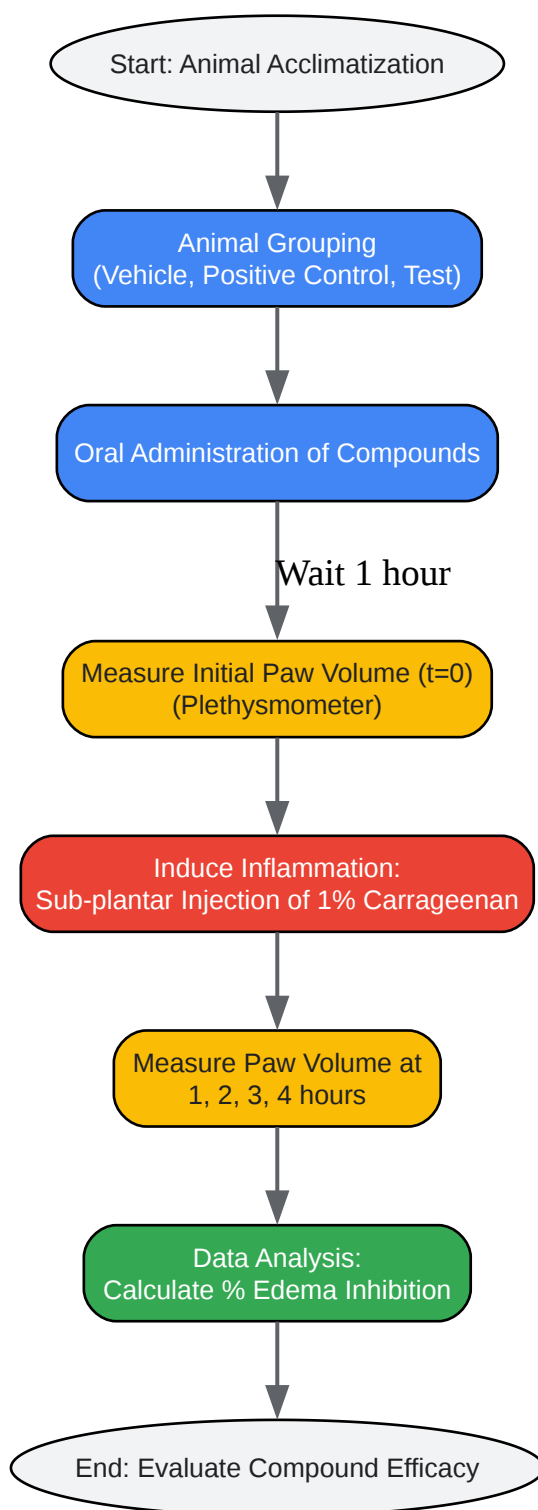 Start: Animal Acclimatization
Animal Grouping
(Vehicle, Positive Control, Test)
Oral Administration of Compounds
Wait 1 hour
Measure Initial Paw Volume (t=0)
(Plethysmometer)
Induce Inflammation:
Sub-plantar Injection of 1% Carrageenan
Measure Paw Volume at
1, 2, 3, 4 hours
Data Analysis:
Calculate % Edema Inhibition
End: Evaluate Compound Efficacy